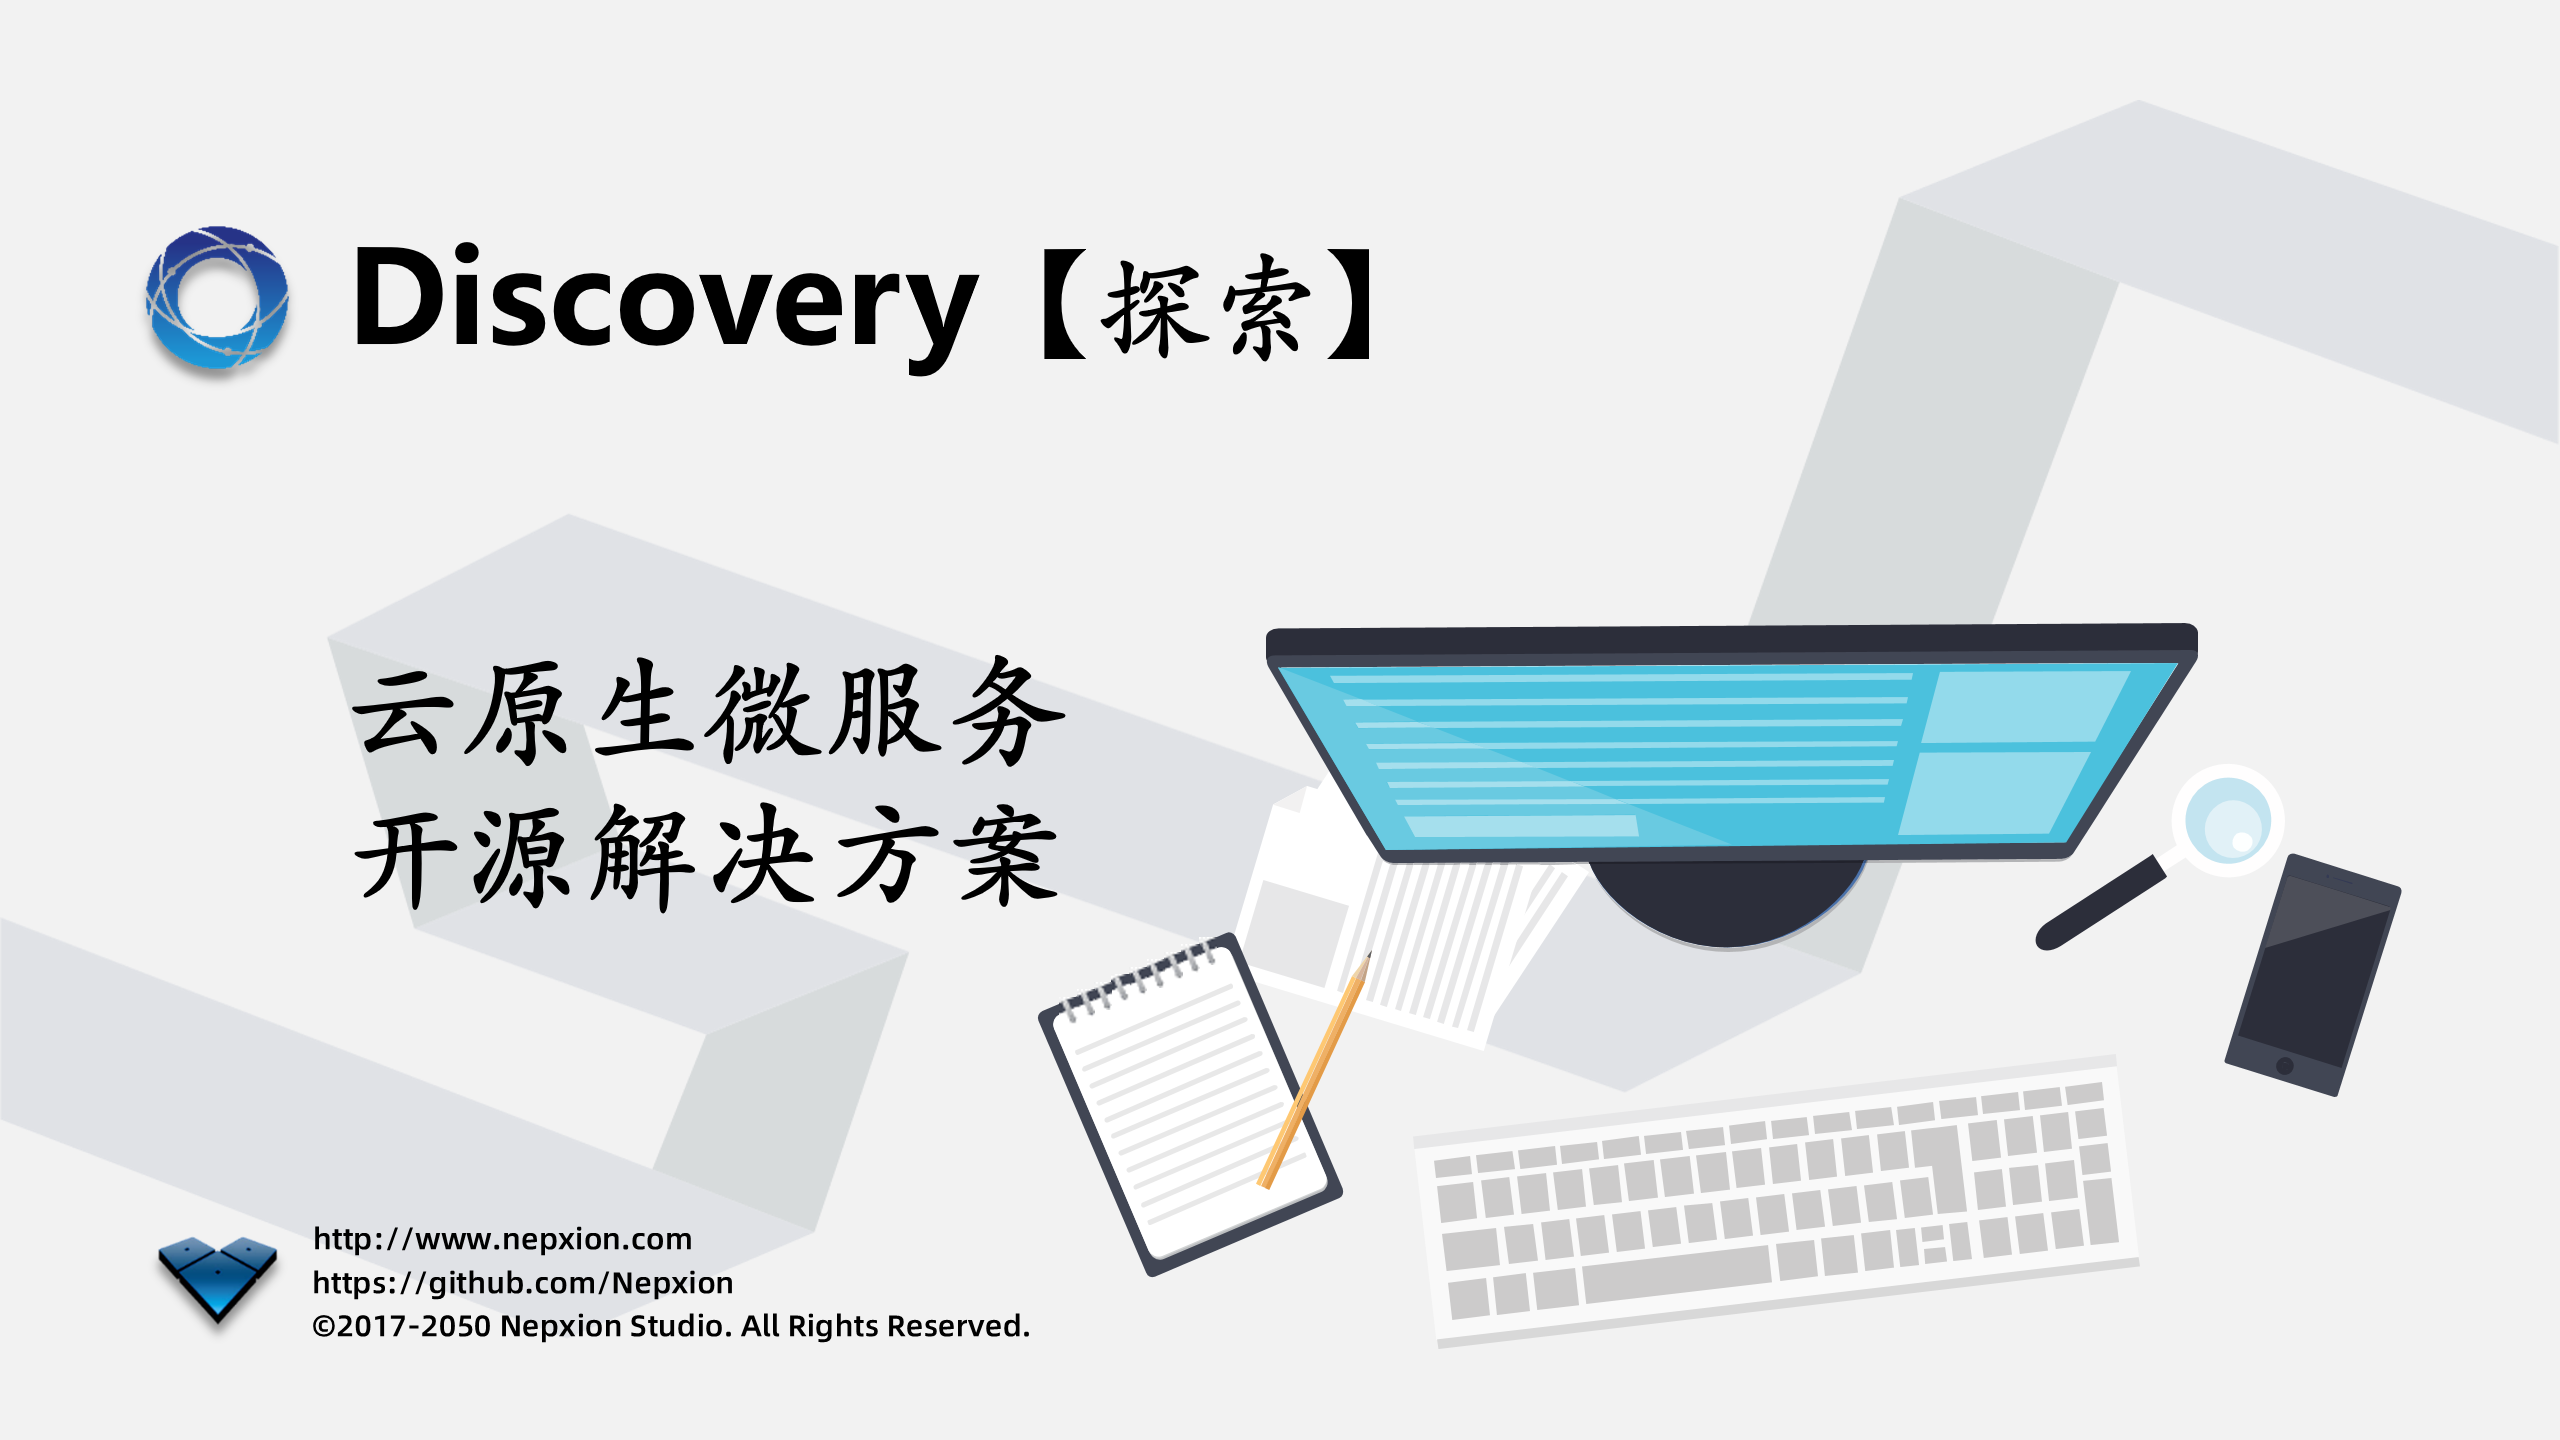 Discovery【探索】
云原生微服务
开源解决方案
http://www.nepxion.com
https://github.com/Nepxion
©2017-2050 Nepxion Studio. All Rights Reserved.